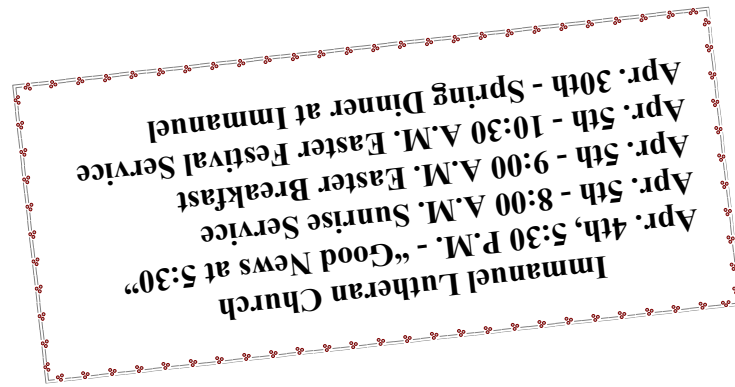 Immanuel Lutheran Church
Apr. 4th, 5:30 P.M. - “Good News at 5:30”
Apr. 5th - 8:00 A.M. Sunrise Service
Apr. 5th - 9:00 A.M. Easter Breakfast
Apr. 5th - 10:30 A.M. Easter Festival Service
Apr. 30th - Spring Dinner at Immanuel